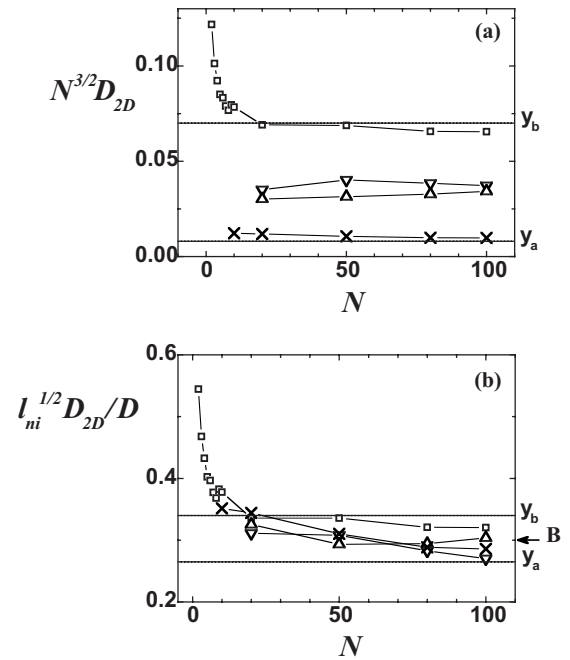 (a)
0.10
N^{3/2}D_{2D}
y_b
0.05
y_a
0.00
0 50 100
N
0.6
(b)
l_{ni}^{1/2}D_{2D}/D
0.4
y_b
B
y_a
0.2
0 50 100
N